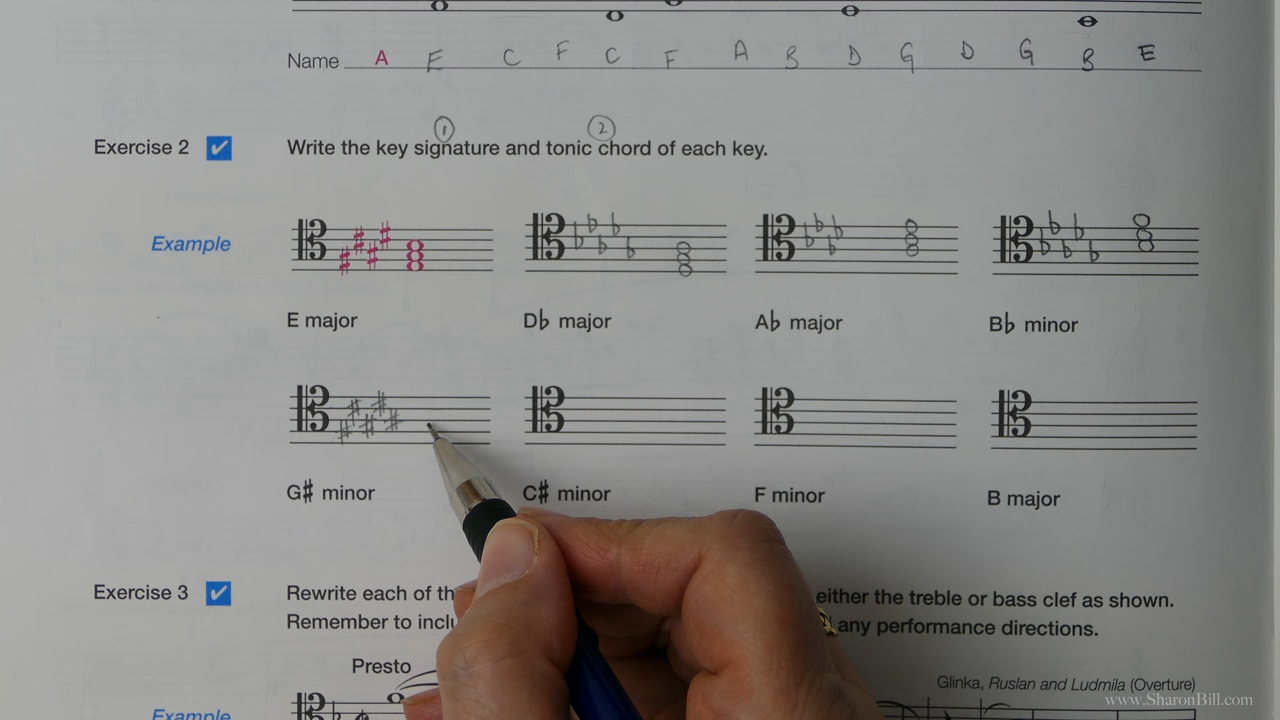 Name A E C F C F A B D G D G B E
1 2
Exercise 2 Write the key signature and tonic chord of each key.
Example
E major D♭ major A♭ major B♭ minor
G# minor C# minor F minor B major
Exercise 3 Rewrite each of th either the treble or bass clef as shown.
Remember to inclu any performance directions.
Presto
Glinka, Ruslan and Ludmila (Overture)
Example
www.SharonBill.com